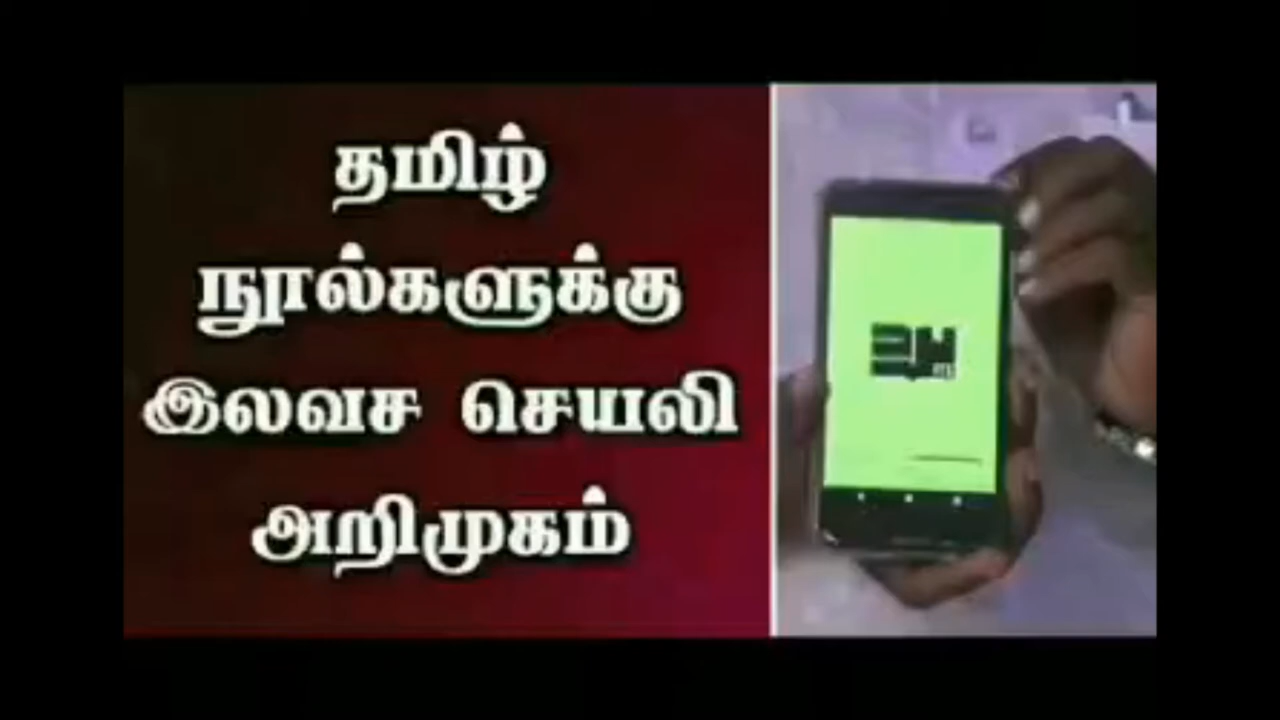 தமிழ்
நூல்களுக்கு
இலவச செயலி
அறிமுகம்